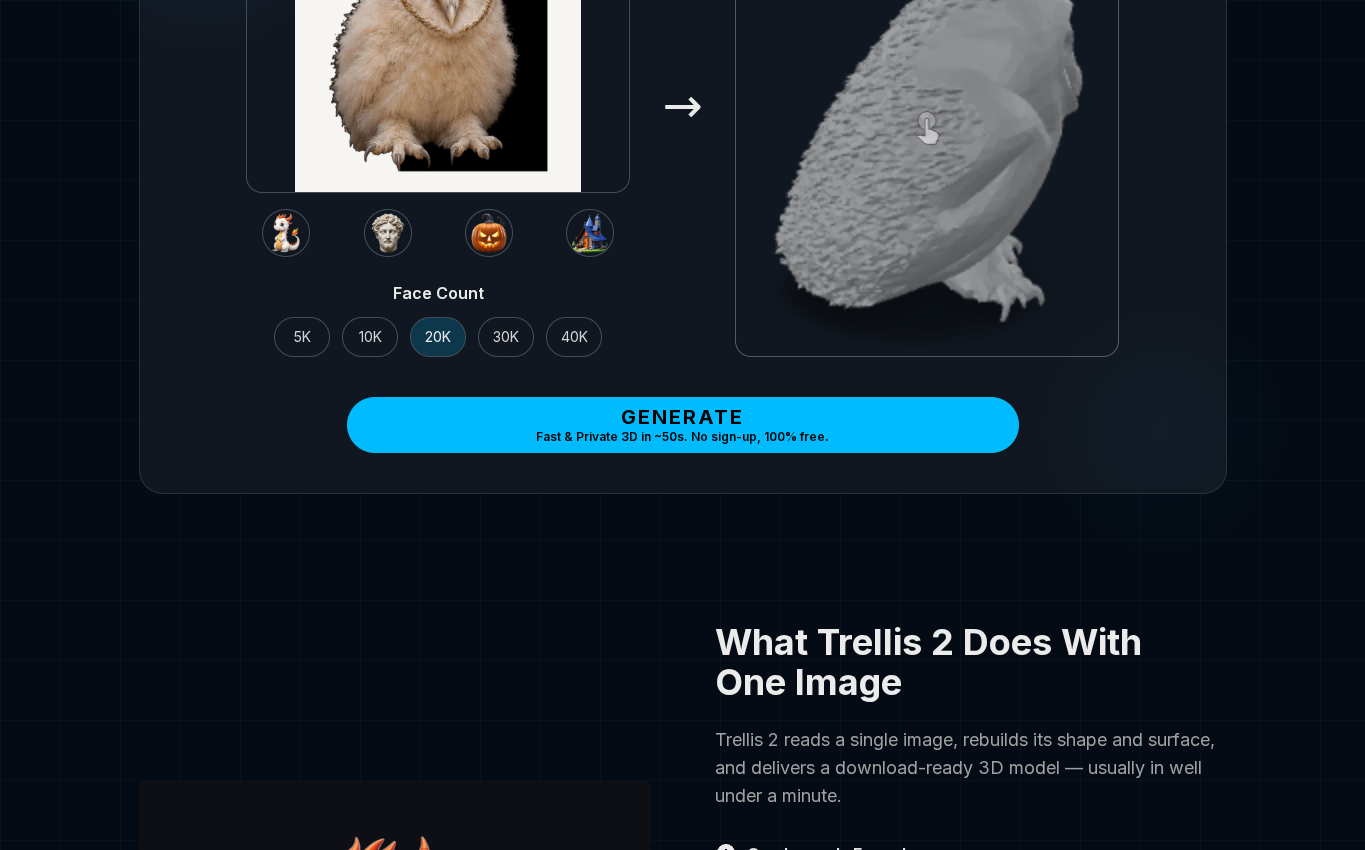 Face Count
5K
10K
20K
30K
40K
GENERATE
Fast & Private 3D in ~50s. No sign-up, 100% free.
What Trellis 2 Does With
One Image
Trellis 2 reads a single image, rebuilds its shape and surface,
and delivers a download-ready 3D model — usually in well
under a minute.